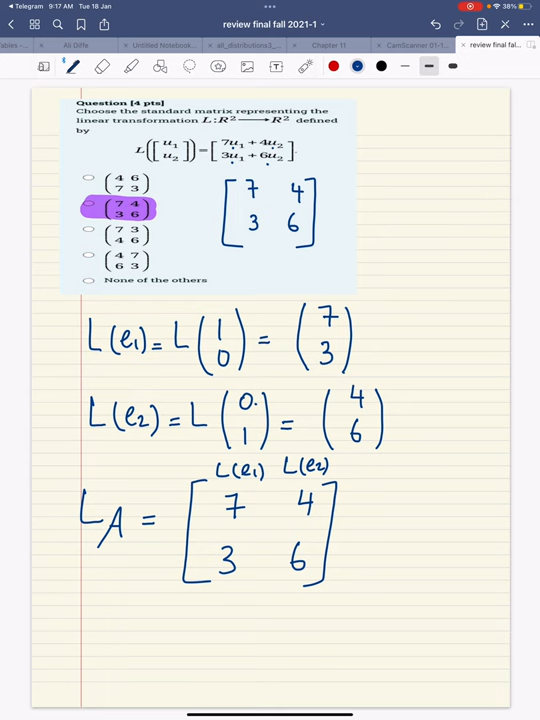 Telegram 9:17 AM Tue 18 Jan 38%
review final fall 2021-1
Ali Diffe
Untitled Notebook...
all_distributions3_...
Chapter 11
CamScanner 01-1...
review final fal...
Question [4 pts]
Choose the standard matrix representing the
linear transformation L:R² ⟶ R² defined
by
L([u₁ u₂]) = [7u₁ + 4u₂
3u₁ + 6u₂].
(4 6
7 3)
(7 4
3 6)
(7 3
4 6)
(4 7
6 3)
None of the others
[7 4
3 6]
L(e1) = L (1
0) = (7
3)
L(e2) = L (0.
1) = (4
6)
L(e1) L(e2)
LA = [7 4
3 6]